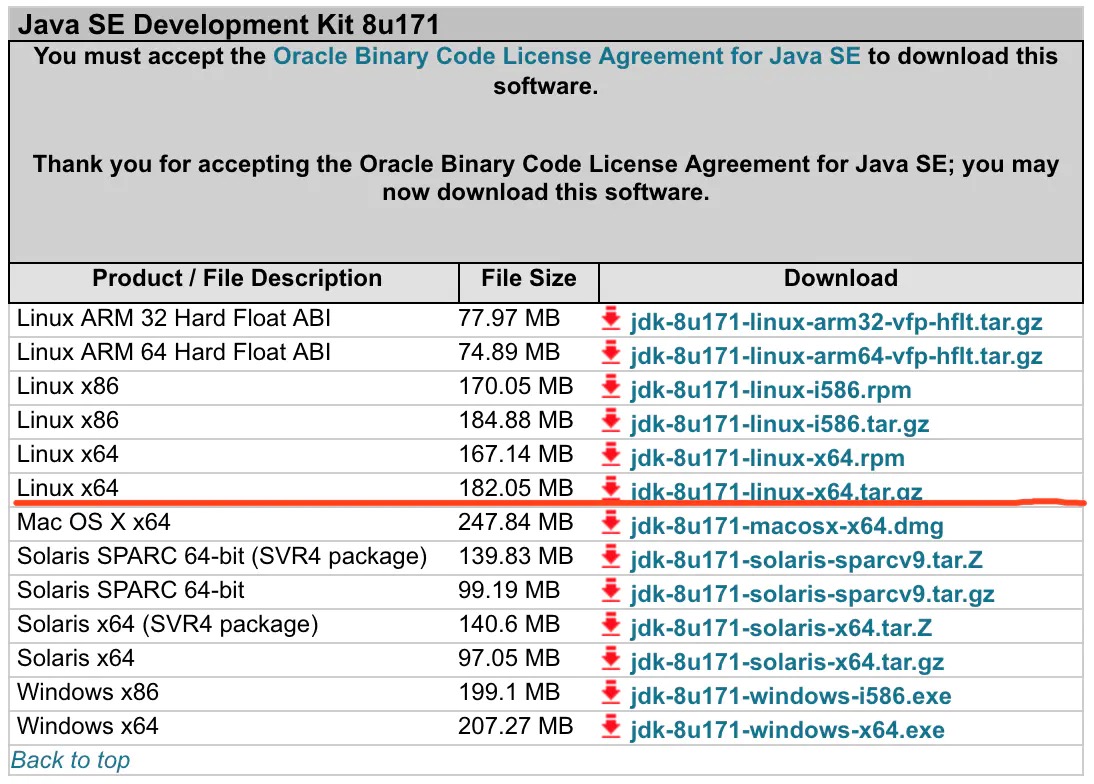 Java SE Development Kit 8u171
You must accept the Oracle Binary Code License Agreement for Java SE to download this
software.
Thank you for accepting the Oracle Binary Code License Agreement for Java SE; you may
now download this software.
Product / File Description File Size Download
Linux ARM 32 Hard Float ABI 77.97 MB jdk-8u171-linux-arm32-vfp-hflt.tar.gz
Linux ARM 64 Hard Float ABI 74.89 MB jdk-8u171-linux-arm64-vfp-hflt.tar.gz
Linux x86 170.05 MB jdk-8u171-linux-i586.rpm
Linux x86 184.88 MB jdk-8u171-linux-i586.tar.gz
Linux x64 167.14 MB jdk-8u171-linux-x64.rpm
Linux x64 182.05 MB jdk-8u171-linux-x64.tar.gz
Mac OS X x64 247.84 MB jdk-8u171-macosx-x64.dmg
Solaris SPARC 64-bit (SVR4 package) 139.83 MB jdk-8u171-solaris-sparcv9.tar.Z
Solaris SPARC 64-bit 99.19 MB jdk-8u171-solaris-sparcv9.tar.gz
Solaris x64 (SVR4 package) 140.6 MB jdk-8u171-solaris-x64.tar.Z
Solaris x64 97.05 MB jdk-8u171-solaris-x64.tar.gz
Windows x86 199.1 MB jdk-8u171-windows-i586.exe
Windows x64 207.27 MB jdk-8u171-windows-x64.exe
Back to top